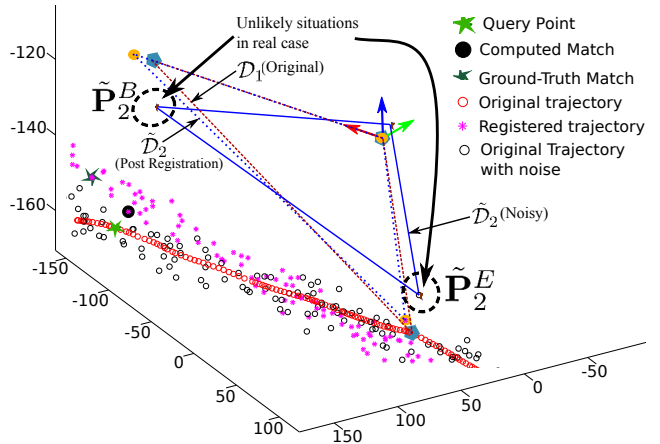 Unlikely situations
in real case
𝒟₁(Original)
P̃₂ᴮ
𝒟̃₂
(Post Registration)
𝒟̃₂(Noisy)
P̃₂ᴱ
Query Point
Computed Match
Ground-Truth Match
Original trajectory
Registered trajectory
Original Trajectory
with noise
-120
-140
-160
-150
-100
-50
0
50
100
150
100
50
0
-50